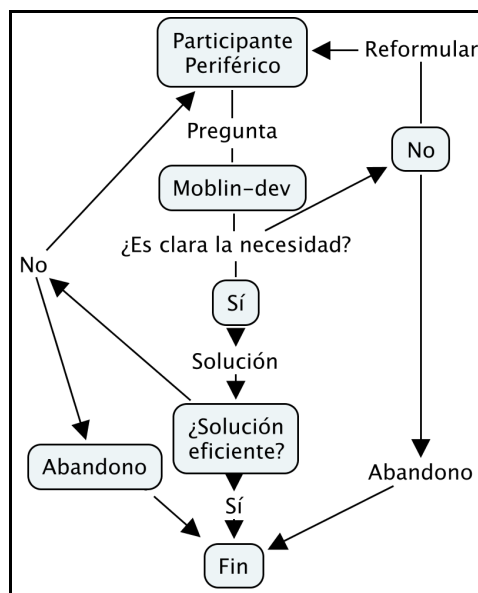 Participante
Periférico
Reformular
Pregunta
No
Moblin-dev
¿Es clara la necesidad?
No
Sí
Solución
¿Solución
eficiente?
Abandono
Abandono
Sí
Fin